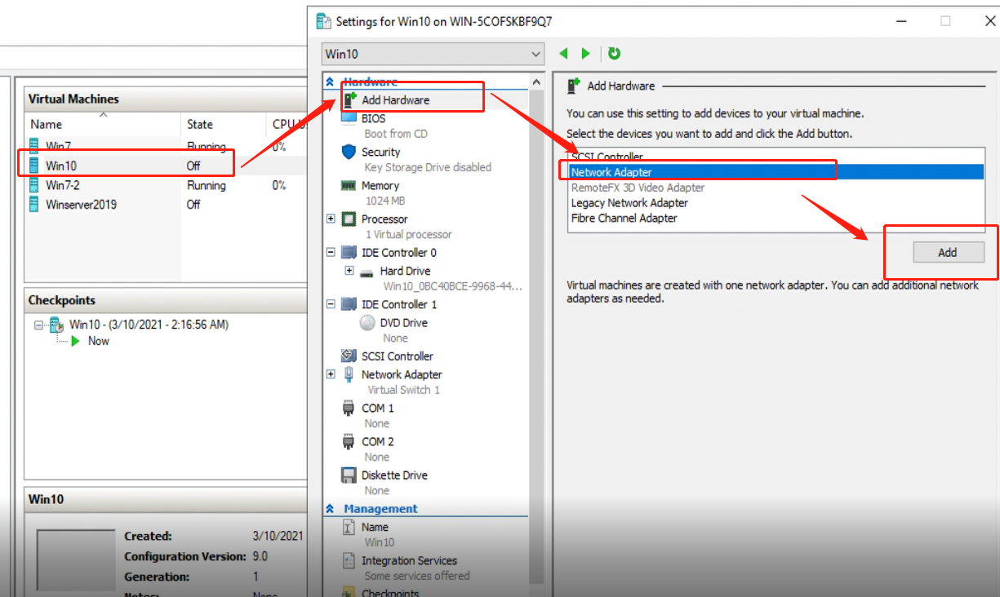 Settings for Win10 on WIN-5COFSKBF9Q7
Win10
Virtual Machines
Name State CPU U
Win7 Running 0%
Win10 Off
Win7-2 Running 0%
Winserver2019 Off
Checkpoints
Win10 - (3/10/2021 - 2:16:56 AM)
Now
Win10
Created: 3/10/2021
Configuration Version: 9.0
Generation: 1
Notes: None
Hardware
Add Hardware
BIOS
Boot from CD
Security
Key Storage Drive disabled
Memory
1024 MB
Processor
1 Virtual processor
IDE Controller 0
Hard Drive
Win10_0BC40BCE-9968-44...
IDE Controller 1
DVD Drive
None
SCSI Controller
Network Adapter
Virtual Switch 1
COM 1
None
COM 2
None
Diskette Drive
None
Management
Name
Win10
Integration Services
Some services offered
Checkpoints
Add Hardware
You can use this setting to add devices to your virtual machine.
Select the devices you want to add and click the Add button.
SCSI Controller
Network Adapter
RemoteFX 3D Video Adapter
Legacy Network Adapter
Fibre Channel Adapter
Add
Virtual machines are created with one network adapter. You can add additional network
adapters as needed.